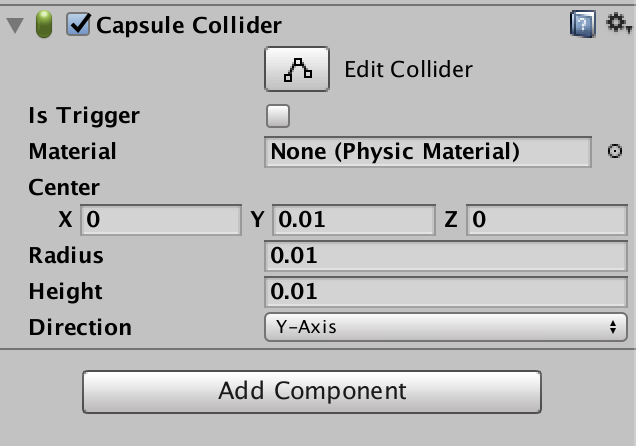 Capsule Collider
Edit Collider
Is Trigger
Material None (Physic Material)
Center
X 0 Y 0.01 Z 0
Radius 0.01
Height 0.01
Direction Y-Axis
Add Component